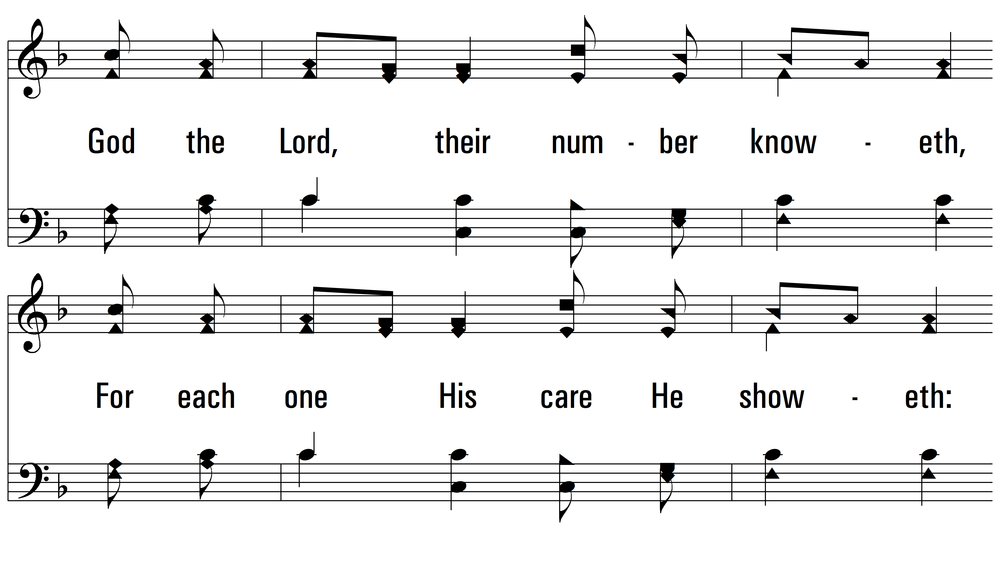 God the Lord, their num - ber know - eth,
For each one His care He show - eth: